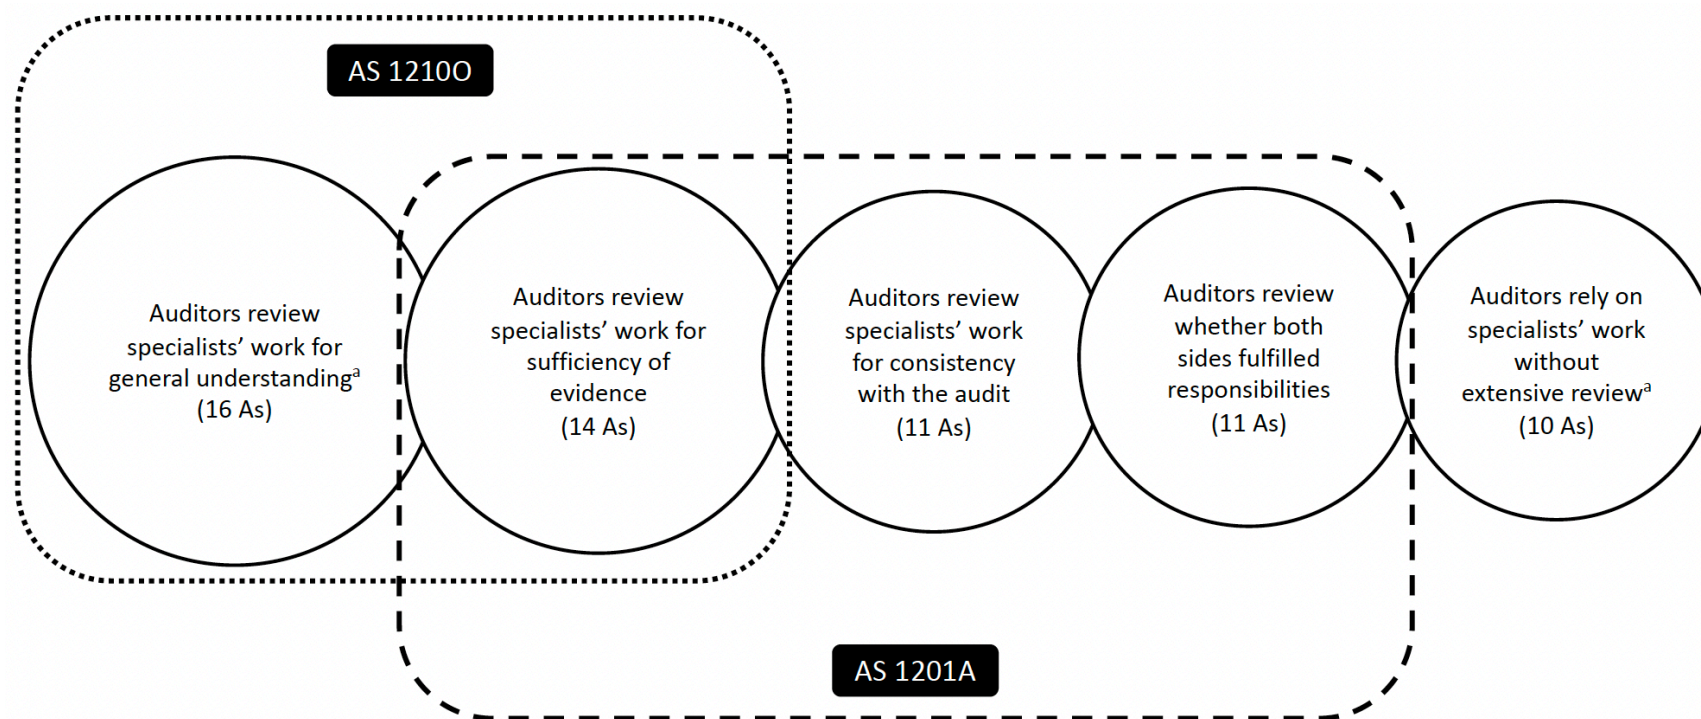 AS 1210O
Auditors review
specialists’ work for
general understandingᵃ
(16 As)
Auditors review
specialists’ work for
sufficiency of
evidence
(14 As)
Auditors review
specialists’ work
for consistency
with the audit
(11 As)
Auditors review
whether both
sides fulfilled
responsibilities
(11 As)
Auditors rely on
specialists’ work
without
extensive reviewᵃ
(10 As)
AS 1201A